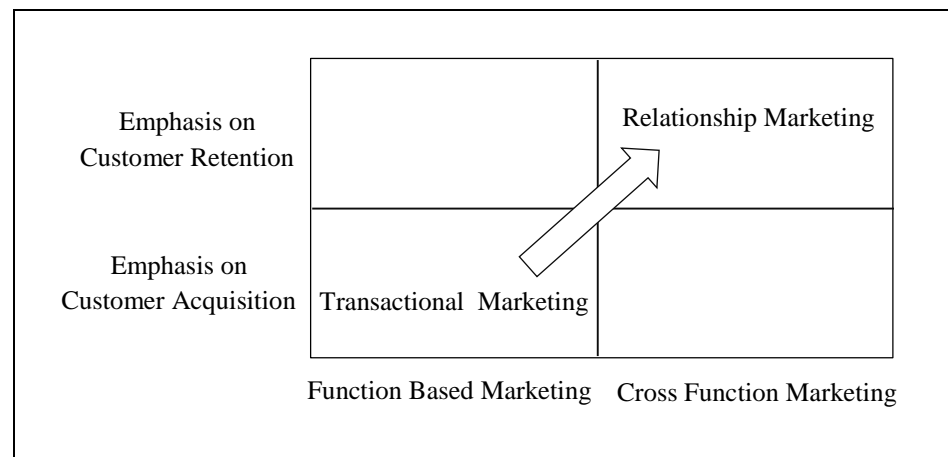 Emphasis on
Customer Retention
Relationship Marketing
Emphasis on
Customer Acquisition
Transactional Marketing
Function Based Marketing
Cross Function Marketing